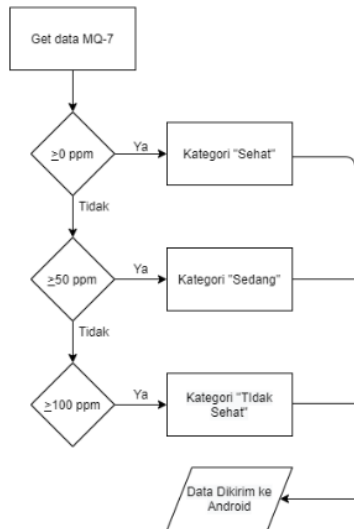 Get data MQ-7
≥0 ppm
Ya
Kategori "Sehat"
Tidak
≥50 ppm
Ya
Kategori "Sedang"
Tidak
≥100 ppm
Ya
Kategori "TIdak
Sehat"
Data Dikirim ke
Android